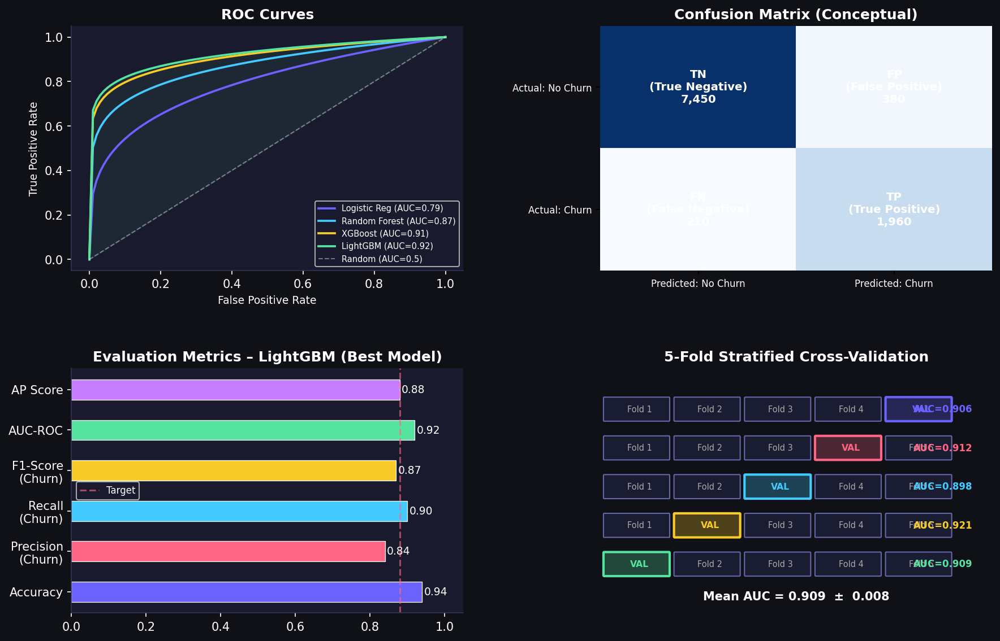 ROC Curves
1.0
0.8
0.6
0.4
0.2
0.0
True Positive Rate
0.0 0.2 0.4 0.6 0.8 1.0
False Positive Rate
Logistic Reg (AUC=0.79)
Random Forest (AUC=0.87)
XGBoost (AUC=0.91)
LightGBM (AUC=0.92)
Random (AUC=0.5)
Confusion Matrix (Conceptual)
Actual: No Churn
Actual: Churn
TN
(True Negative)
7,450
FP
(False Positive)
380
FN
(False Negative)
210
TP
(True Positive)
1,960
Predicted: No Churn Predicted: Churn
Evaluation Metrics – LightGBM (Best Model)
AP Score 0.88
AUC-ROC 0.92
F1-Score
(Churn)
0.87
Target
Recall
(Churn)
0.90
Precision
(Churn)
0.84
Accuracy 0.94
0.0 0.2 0.4 0.6 0.8 1.0
5-Fold Stratified Cross-Validation
Fold 1 Fold 2 Fold 3 Fold 4 VAL AUC=0.906
Fold 1 Fold 2 Fold 3 VAL Fold 5 AUC=0.912
Fold 1 Fold 2 VAL Fold 4 Fold 5 AUC=0.898
Fold 1 VAL Fold 3 Fold 4 Fold 5 AUC=0.921
VAL Fold 2 Fold 3 Fold 4 Fold 5 AUC=0.909
Mean AUC = 0.909 ± 0.008